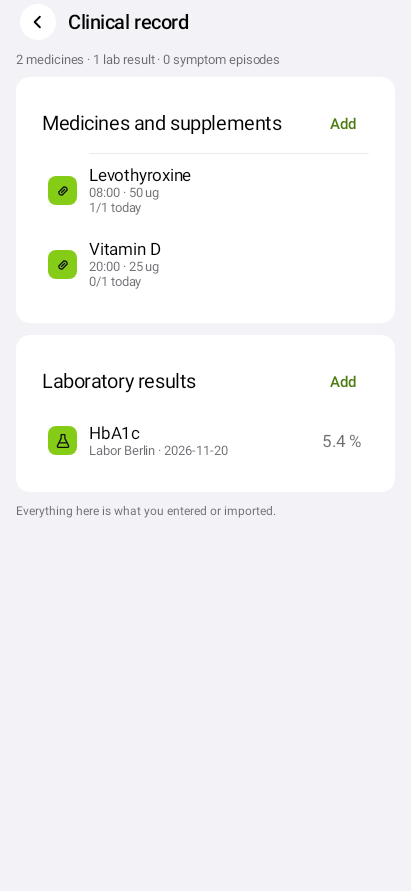 Clinical record
2 medicines · 1 lab result · 0 symptom episodes
Medicines and supplements
Add
Levothyroxine
08:00 · 50 ug
1/1 today
Vitamin D
20:00 · 25 ug
0/1 today
Laboratory results
Add
HbA1c
Labor Berlin · 2026-11-20
5.4 %
Everything here is what you entered or imported.